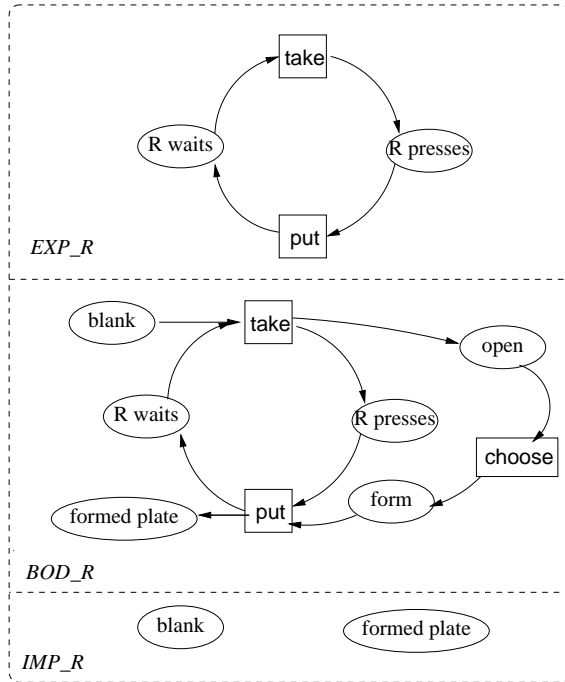 take
R waits
R presses
put
EXP_R
blank
take
open
R waits
R presses
choose
form
formed plate
put
BOD_R
blank
formed plate
IMP_R